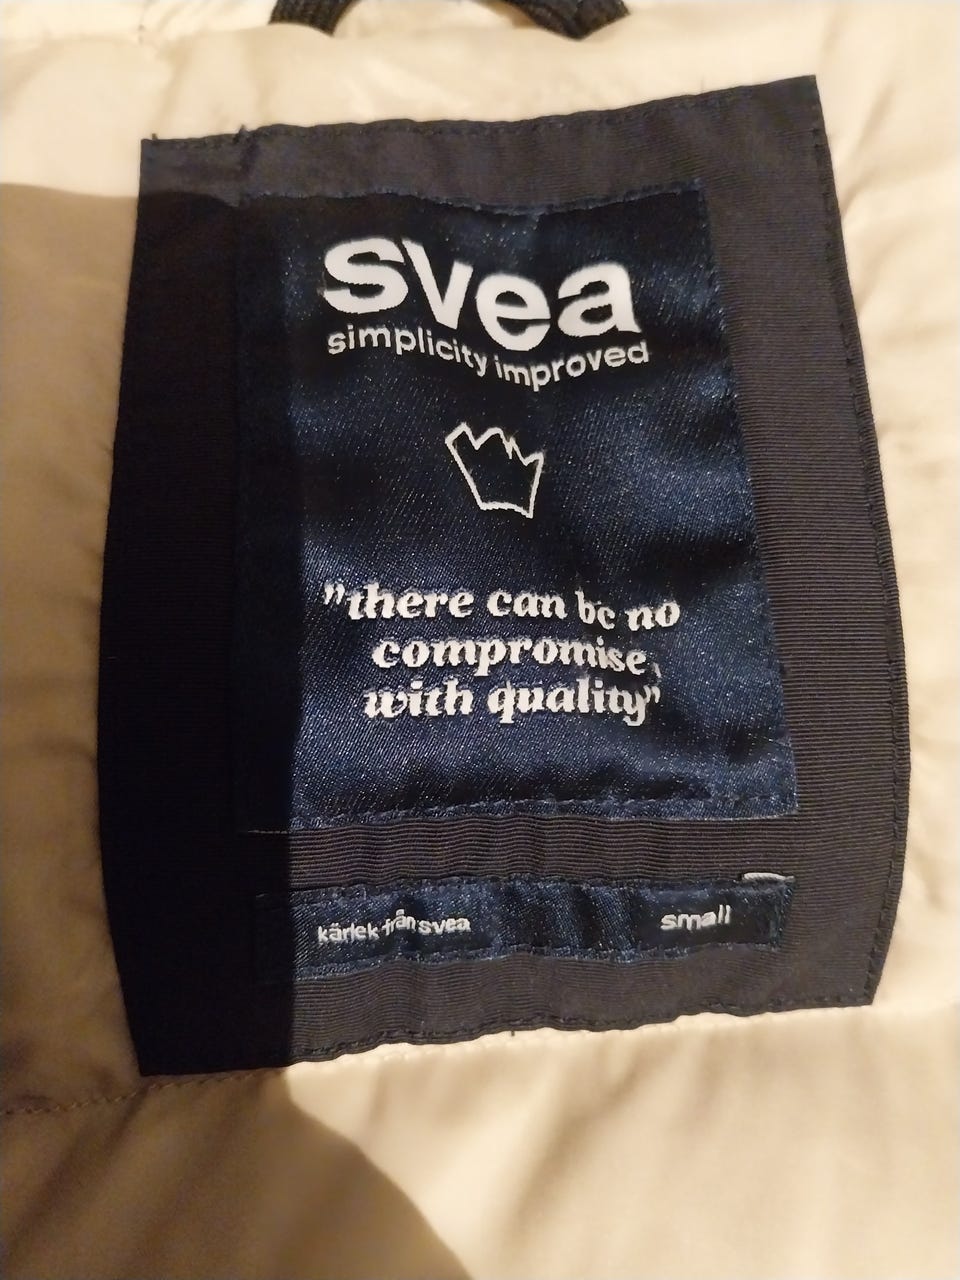 svea
simplicity improved
"there can be no
compromise,
with quality"
kärlek från svea
small